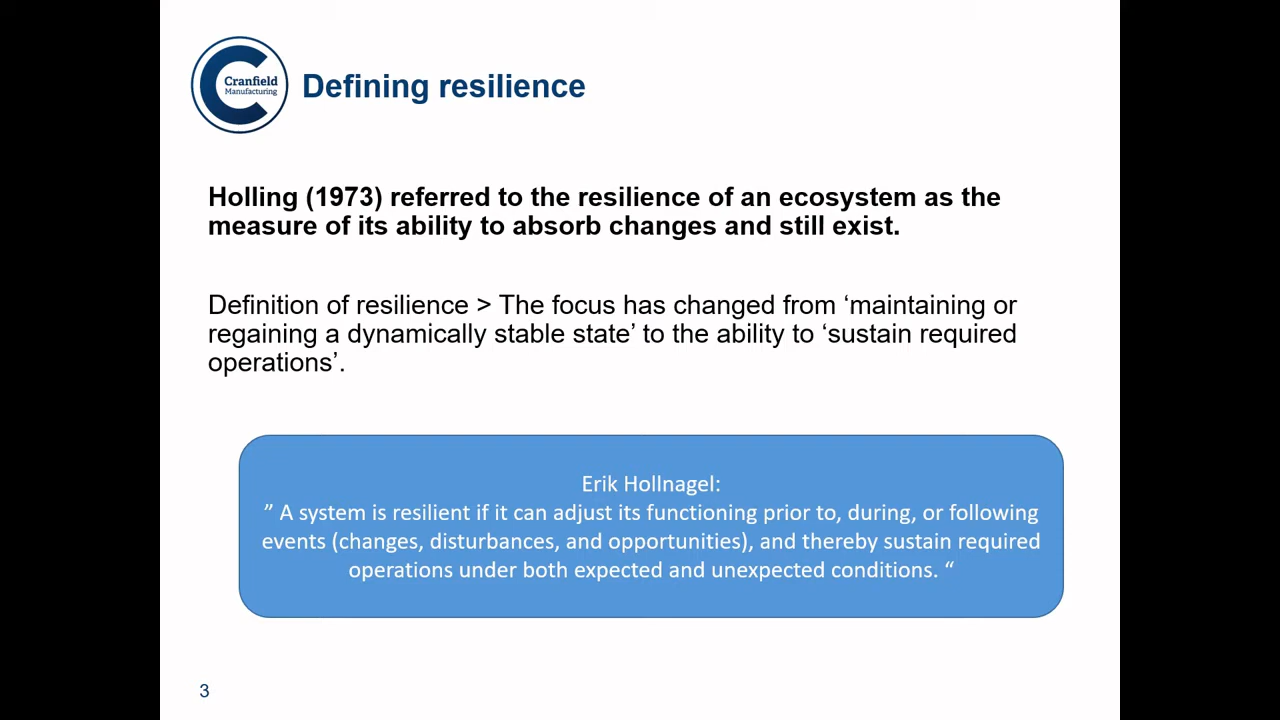 Cranfield
Manufacturing
Defining resilience
Holling (1973) referred to the resilience of an ecosystem as the
measure of its ability to absorb changes and still exist.
Definition of resilience > The focus has changed from ‘maintaining or
regaining a dynamically stable state’ to the ability to ‘sustain required
operations’.
Erik Hollnagel:
” A system is resilient if it can adjust its functioning prior to, during, or following
events (changes, disturbances, and opportunities), and thereby sustain required
operations under both expected and unexpected conditions. “
3